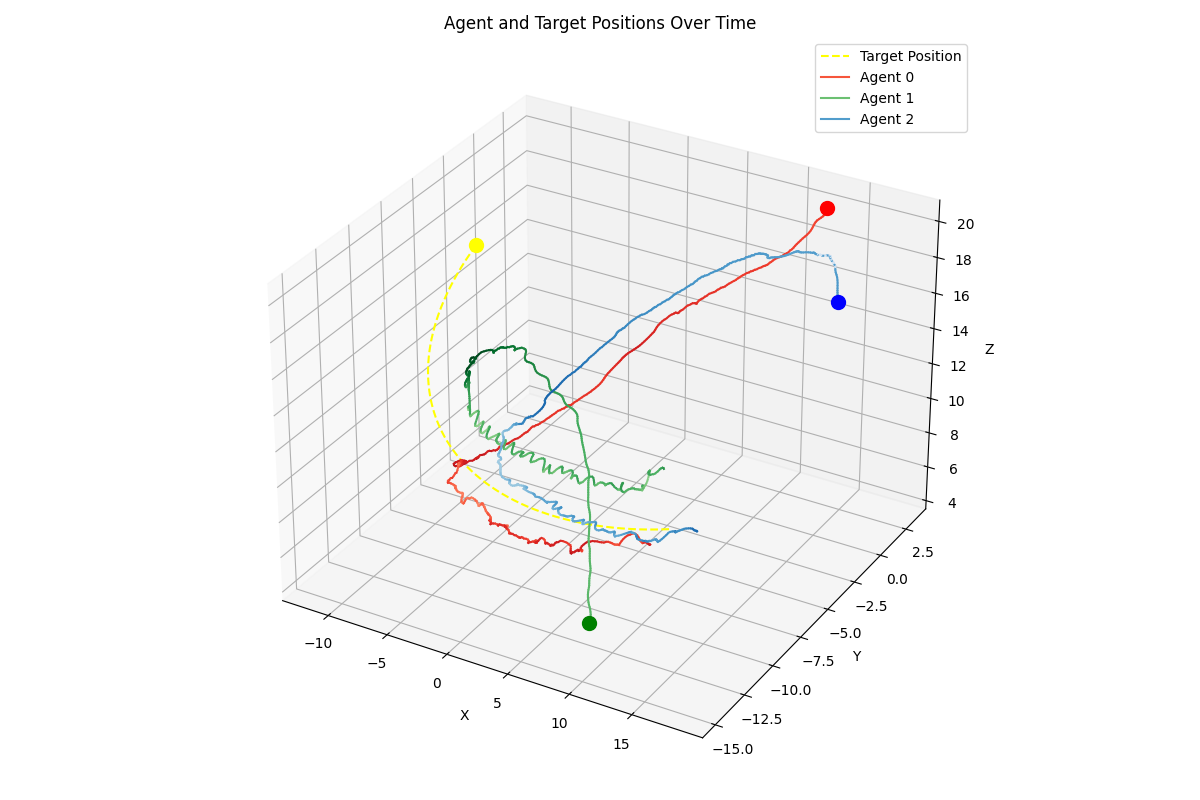 Agent and Target Positions Over Time
Target Position
Agent 0
Agent 1
Agent 2
20
18
16
14
12
10
8
6
4
Z
2.5
0.0
−2.5
−5.0
−7.5
−10.0
−12.5
−15.0
Y
−10
−5
0
5
10
15
X